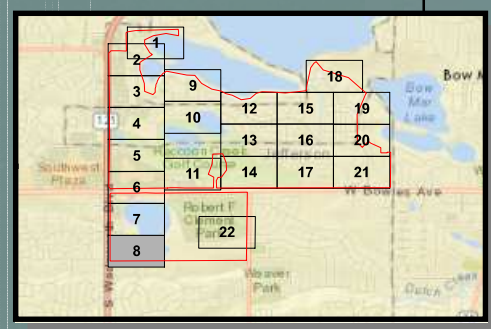 1
2
18
Bow M
3
9
Bow
Mar
Lake
12
15
19
10
121
4
13
16
20
Raccoon Creek
Golf Course
Jefferson
5
Southwest
Plaza
11
14
17
21
6
W Bowles Ave
7
Robert F
Clement
Park
22
8
Weaver
Park
Dutch Creek
S Wa